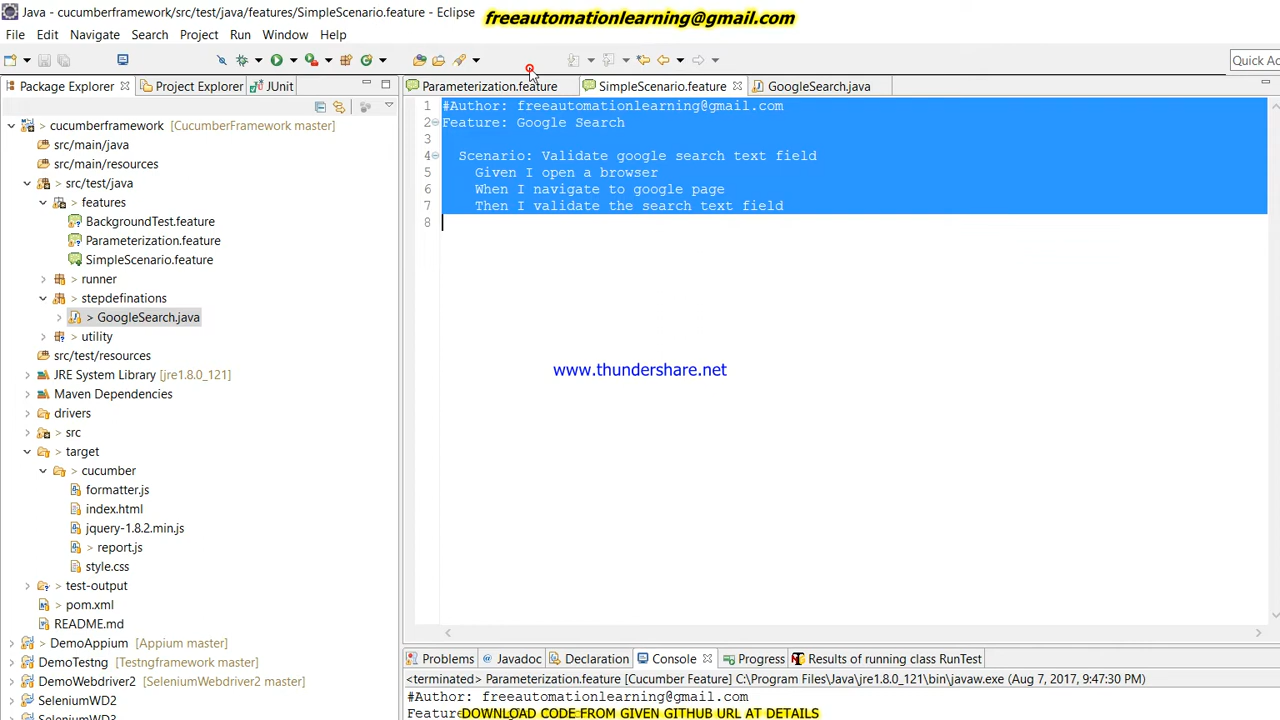 Java - cucumberframework/src/test/java/features/SimpleScenario.feature - Eclipse
freeautomationlearning@gmail.com
File Edit Navigate Search Project Run Window Help
Quick Ac
Package Explorer Project Explorer JUnit
Parameterization.feature SimpleScenario.feature GoogleSearch.java
> cucumberframework [CucumberFramework master]
src/main/java
src/main/resources
> src/test/java
> features
BackgroundTest.feature
Parameterization.feature
SimpleScenario.feature
> runner
> stepdefinations
> GoogleSearch.java
> utility
src/test/resources
JRE System Library [jre1.8.0_121]
Maven Dependencies
drivers
> src
> target
> cucumber
formatter.js
index.html
jquery-1.8.2.min.js
> report.js
style.css
> test-output
> pom.xml
README.md
> DemoAppium [Appium master]
DemoTestng [Testngframework master]
DemoWebdriver2 [SeleniumWebdriver2 master]
SeleniumWD2
1 #Author: freeautomationlearning@gmail.com
2 Feature: Google Search
3
4 Scenario: Validate google search text field
5 Given I open a browser
6 When I navigate to google page
7 Then I validate the search text field
8
www.thundershare.net
Problems @ Javadoc Declaration Console Progress Results of running class RunTest
<terminated> Parameterization.feature [Cucumber Feature] C:\Program Files\Java\jre1.8.0_121\bin\javaw.exe (Aug 7, 2017, 9:47:30 PM)
#Author: freeautomationlearning@gmail.com
DOWNLOAD CODE FROM GIVEN GITHUB URL AT DETAILS